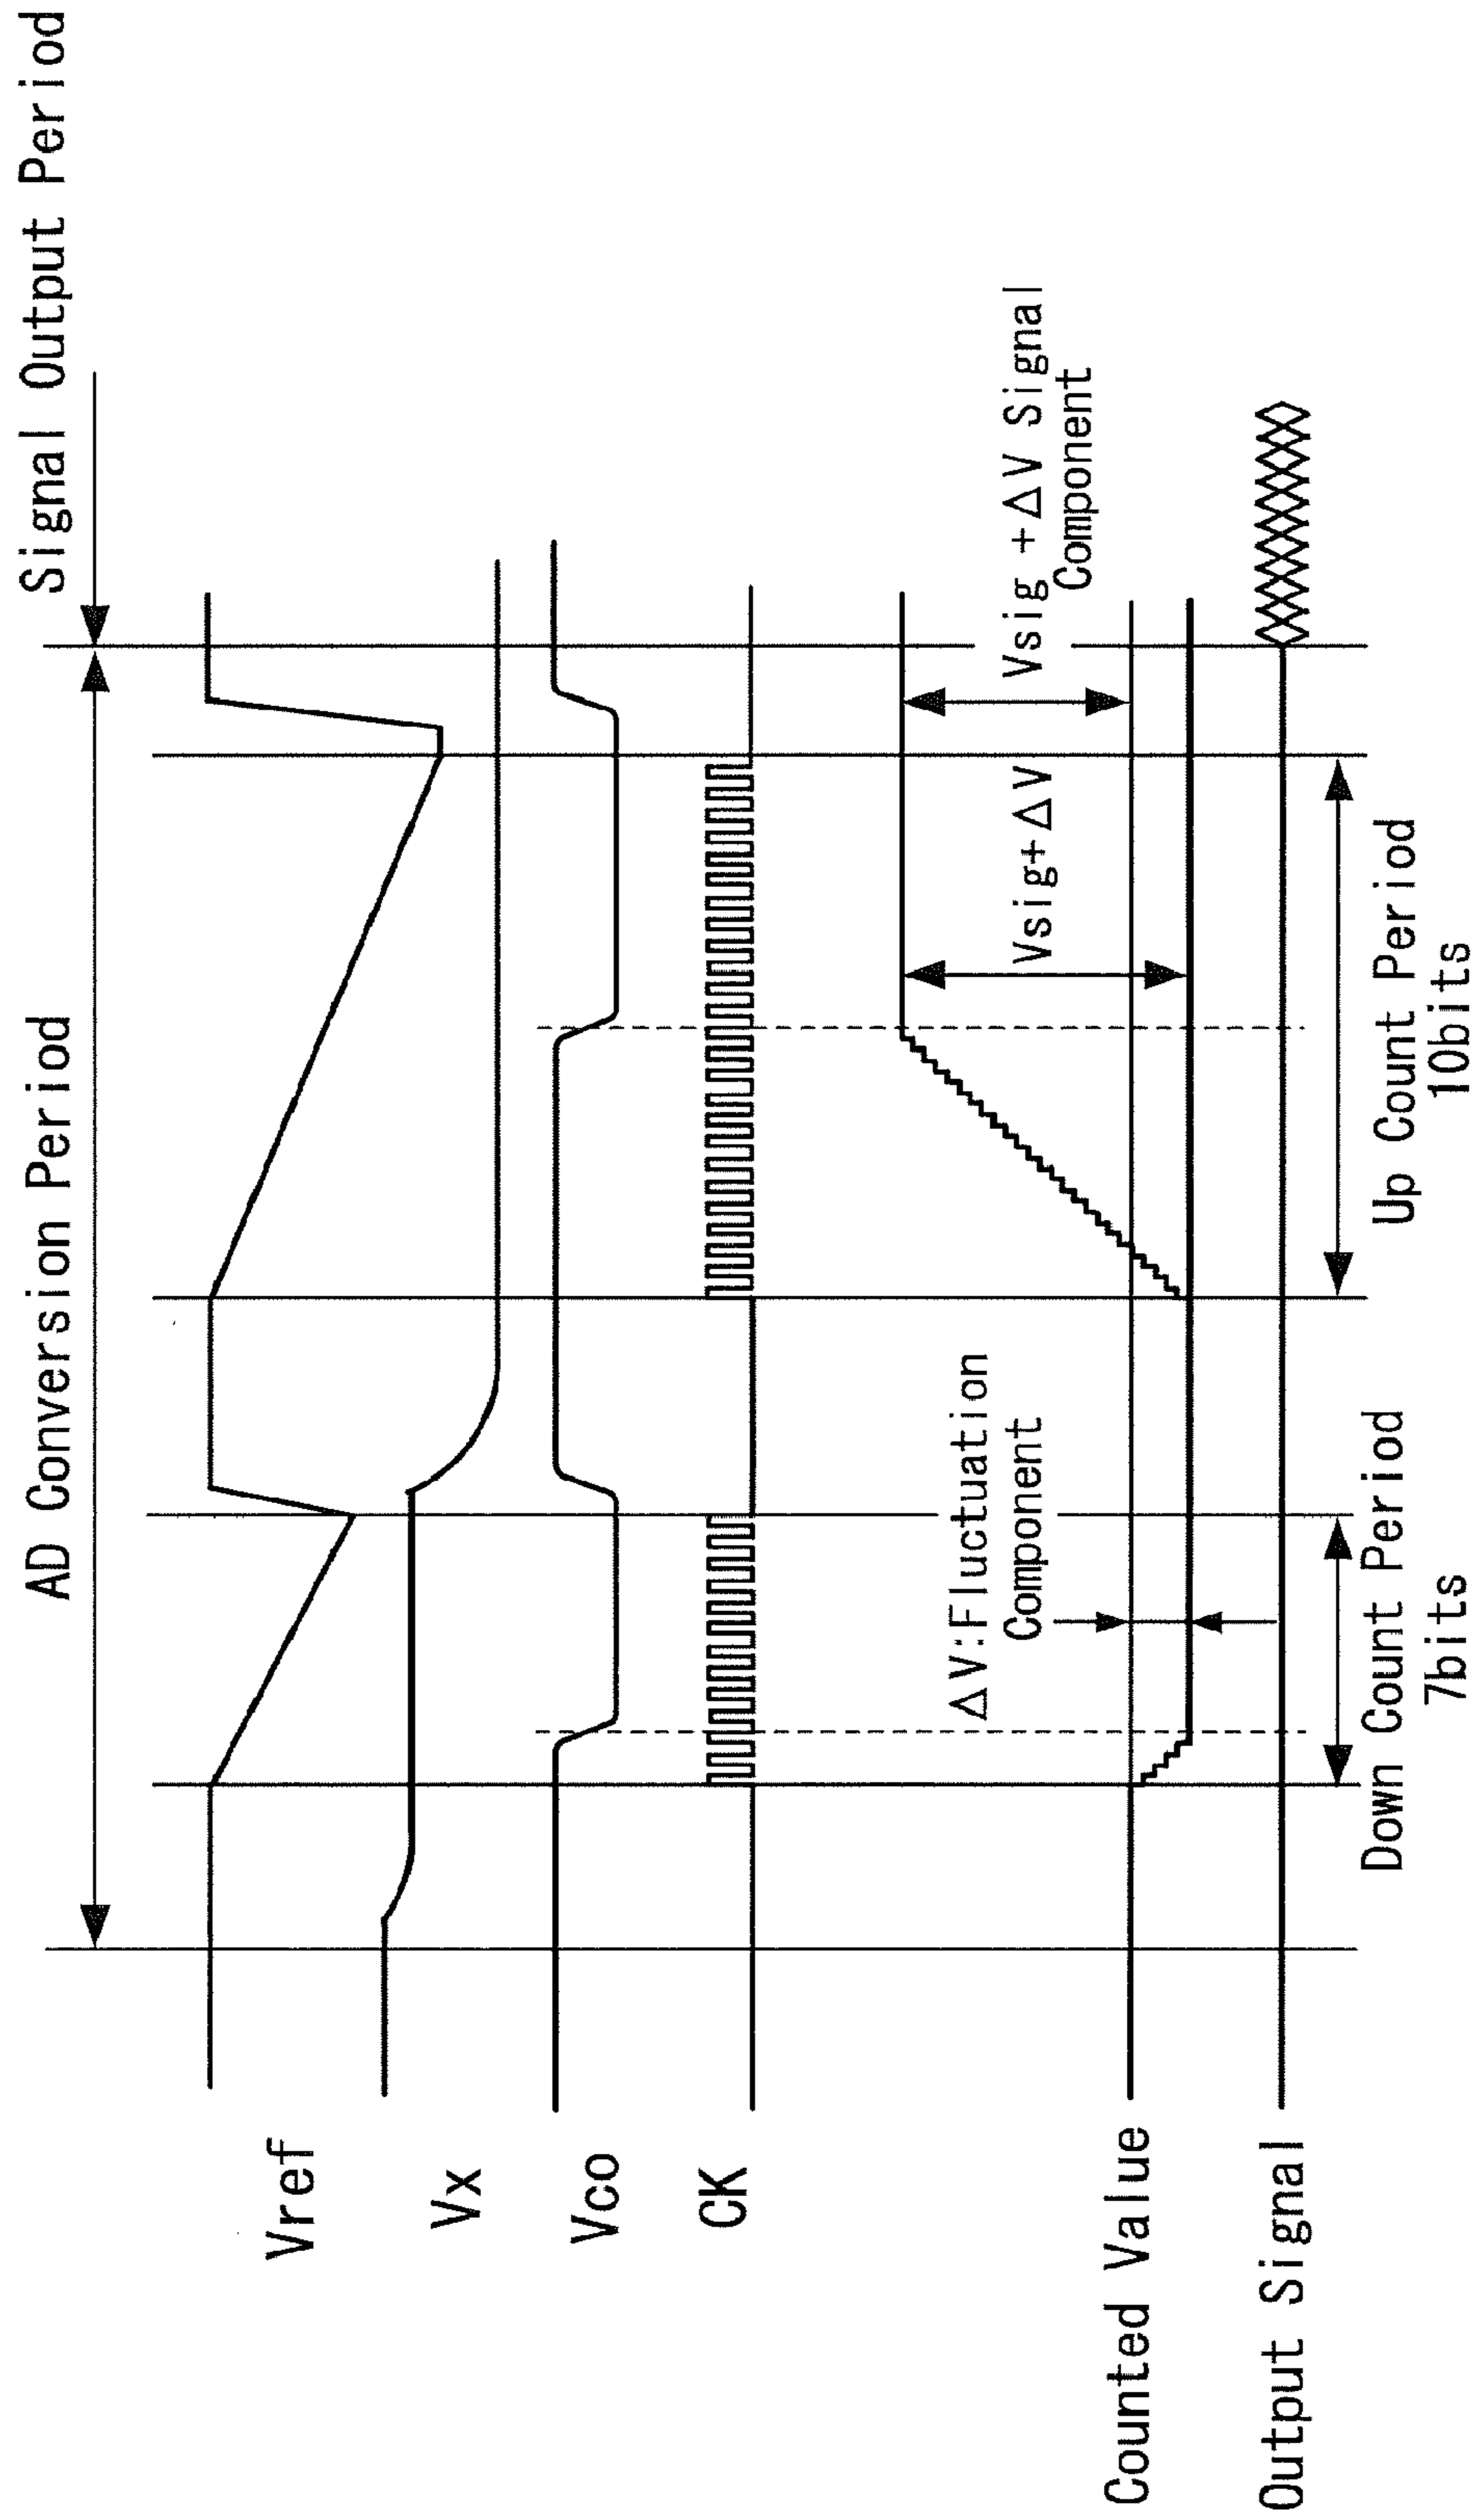 AD Conversion Period
Signal Output Period
Vref
Vx
Vco
CK
ΔV:Fluctuation
Component
Vsig+ΔV
Vsig +ΔV Signal
Component
Counted Value
Output Signal
Down Count Period
7bits
Up Count Period
10bits